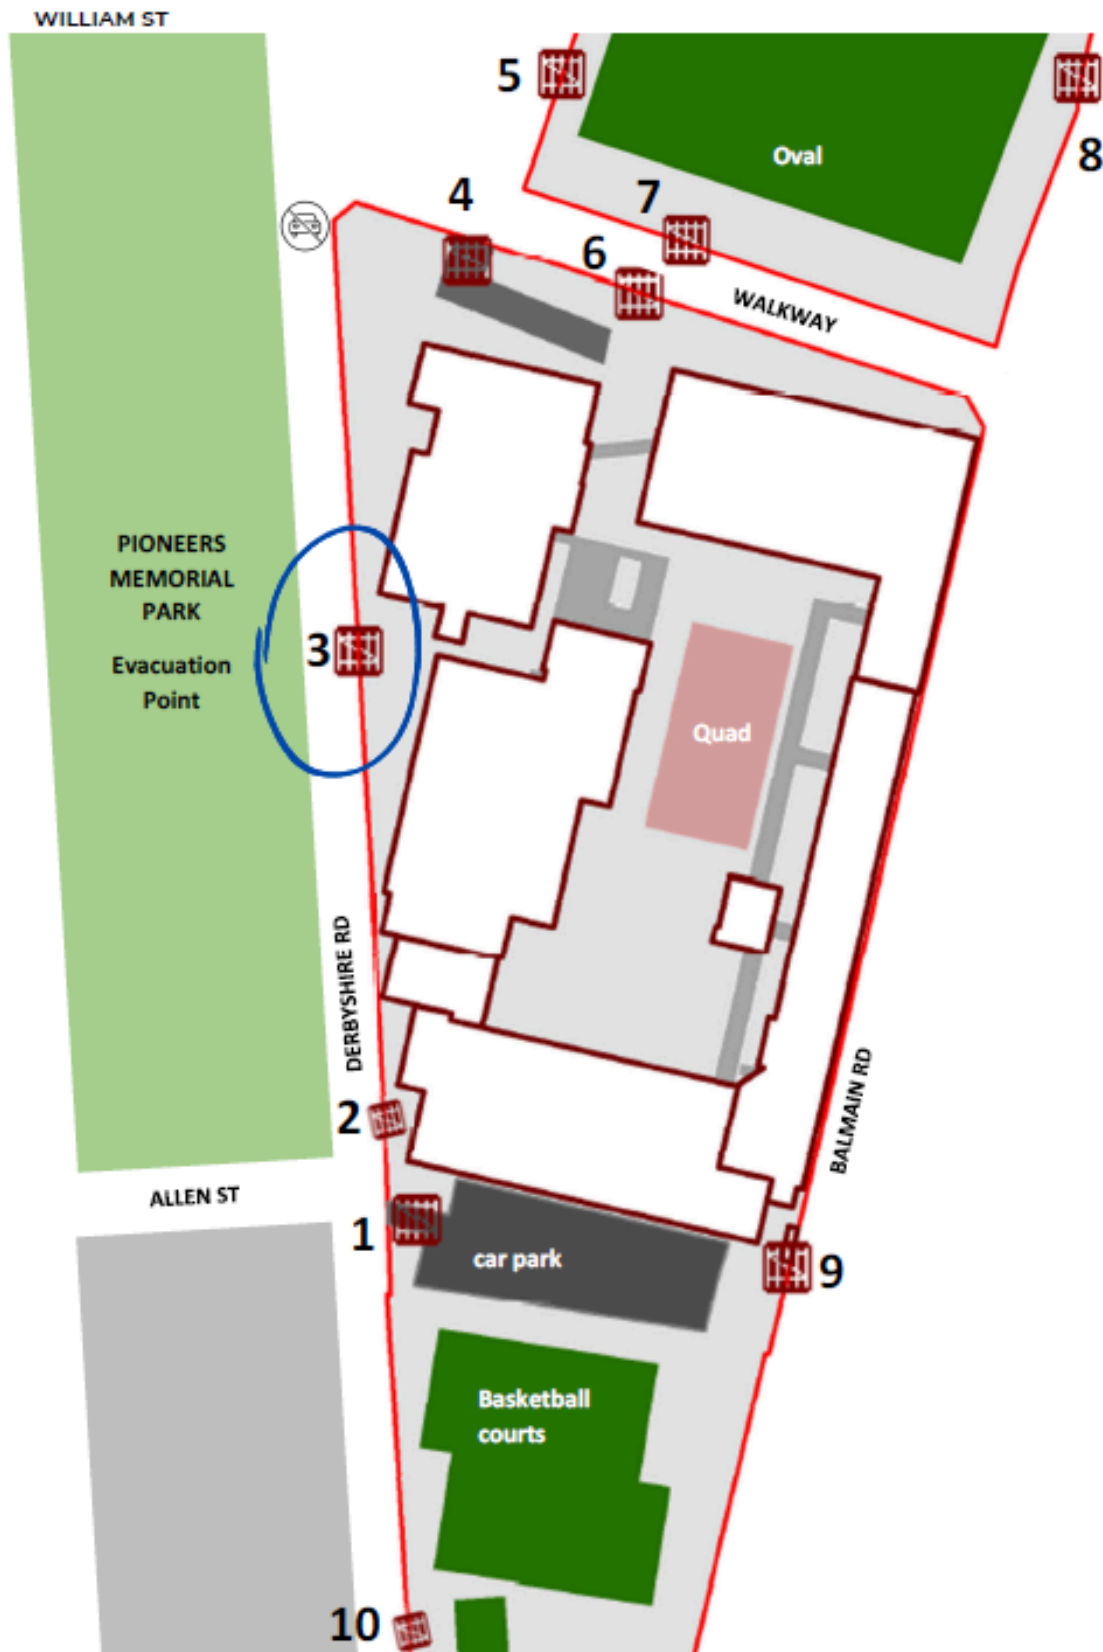 WILLIAM ST
5
Oval
8
4
7
6
WALKWAY
PIONEERS
MEMORIAL
PARK
Evacuation
Point
3
Quad
DERBYSHIRE RD
BALMAIN RD
2
ALLEN ST
1
car park
9
Basketball
courts
10